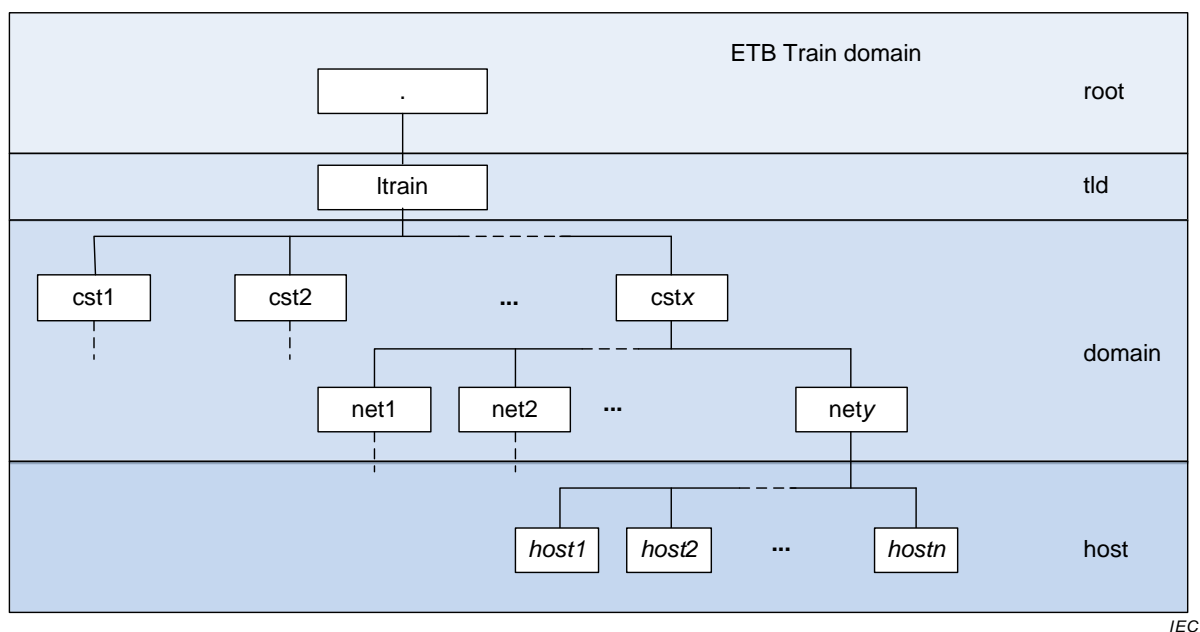 ETB Train domain
.
root
ltrain
tld
cst1 cst2 ... cstx
domain
net1 net2 ... nety
host1 host2 ... hostn
host
IEC